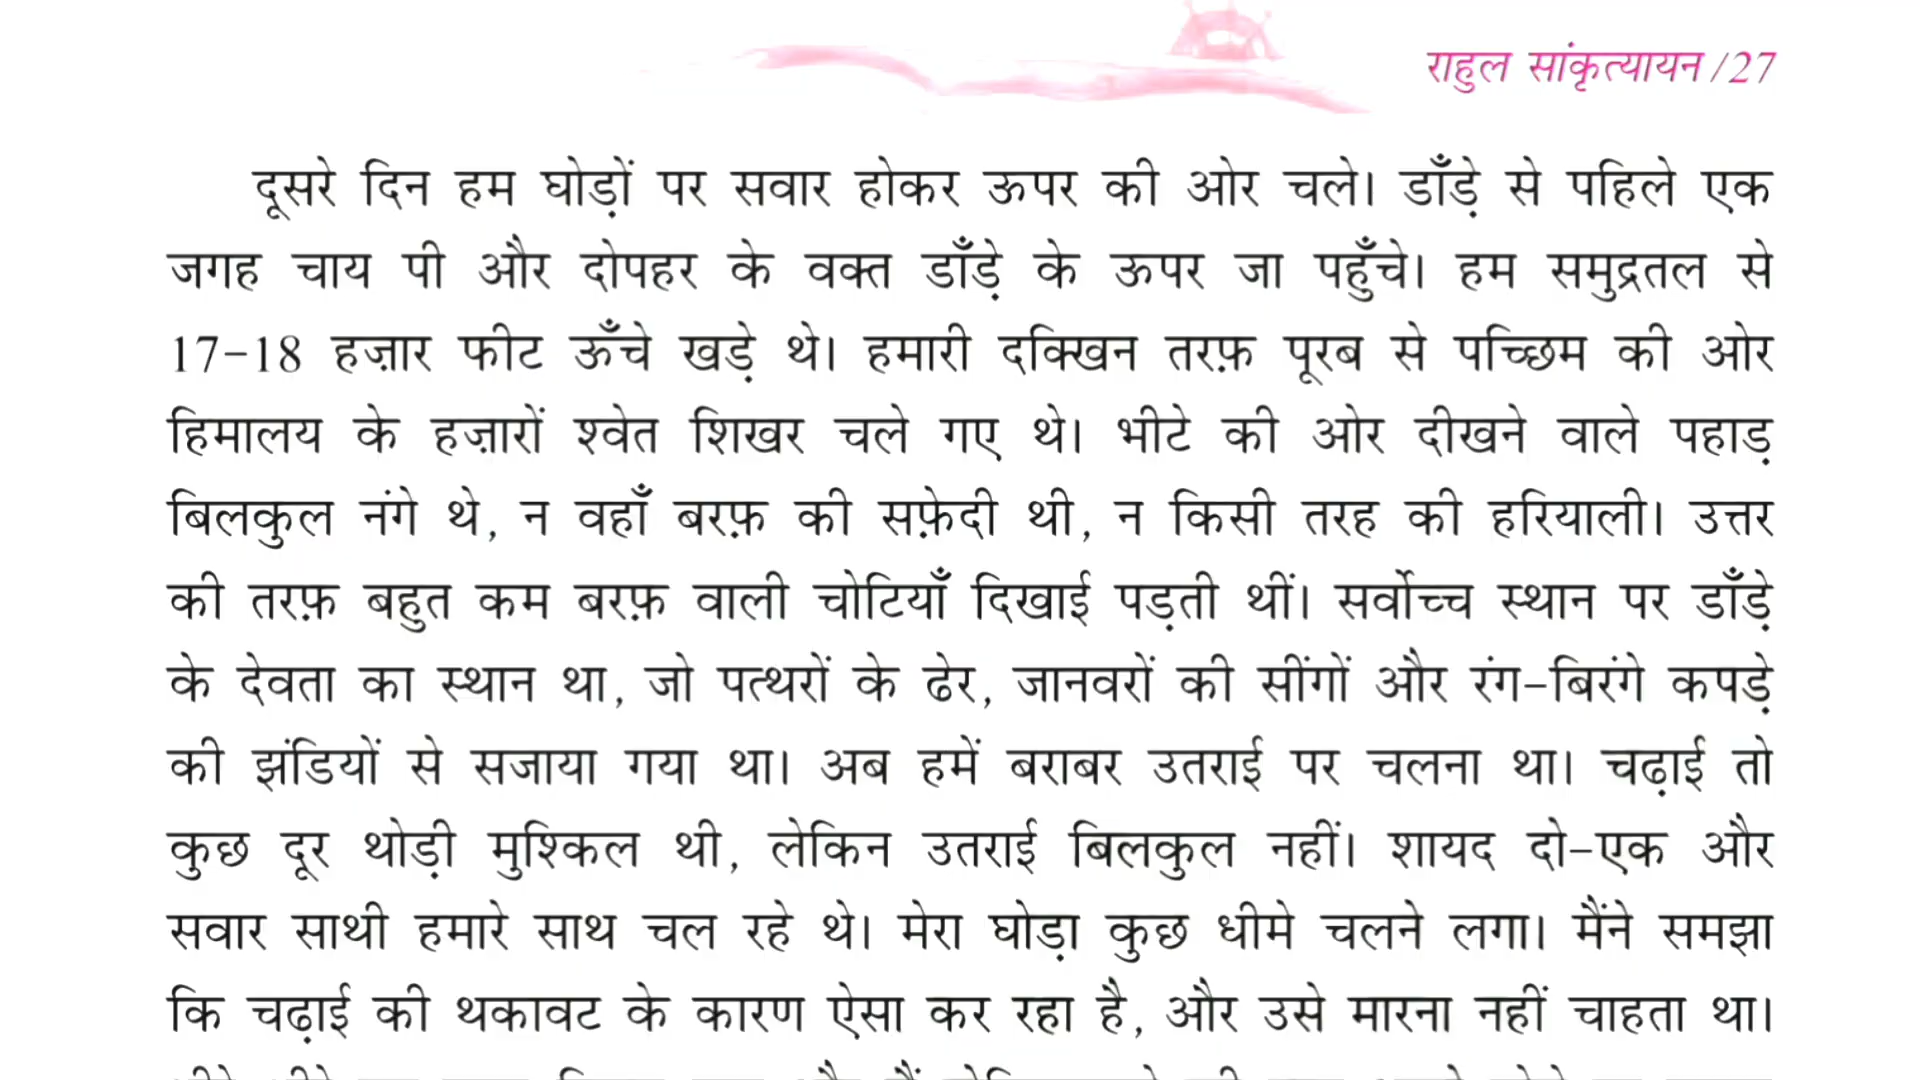 राहुल सांकृत्यायन/27
दूसरे दिन हम घोड़ों पर सवार होकर ऊपर की ओर चले। डाँड़े से पहिले एक
जगह चाय पी और दोपहर के वक्त डाँड़े के ऊपर जा पहुँचे। हम समुद्रतल से
17-18 हज़ार फीट ऊँचे खड़े थे। हमारी दक्खिन तरफ़ पूरब से पच्छिम की ओर
हिमालय के हज़ारों श्वेत शिखर चले गए थे। भीटे की ओर दीखने वाले पहाड़
बिलकुल नंगे थे, न वहाँ बरफ़ की सफ़ेदी थी, न किसी तरह की हरियाली। उत्तर
की तरफ़ बहुत कम बरफ़ वाली चोटियाँ दिखाई पड़ती थीं। सर्वोच्च स्थान पर डाँड़े
के देवता का स्थान था, जो पत्थरों के ढेर, जानवरों की सींगों और रंग-बिरंगे कपड़े
की झंडियों से सजाया गया था। अब हमें बराबर उतराई पर चलना था। चढ़ाई तो
कुछ दूर थोड़ी मुश्किल थी, लेकिन उतराई बिलकुल नहीं। शायद दो-एक और
सवार साथी हमारे साथ चल रहे थे। मेरा घोड़ा कुछ धीमे चलने लगा। मैंने समझा
कि चढ़ाई की थकावट के कारण ऐसा कर रहा है, और उसे मारना नहीं चाहता था।